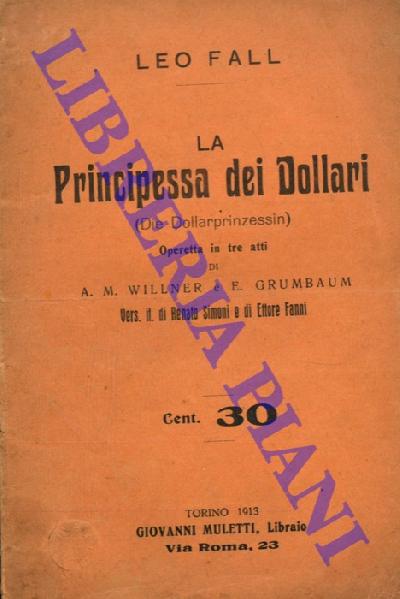 LEO FALL
LA
Principessa dei Dollari
(Die Dollarprinzessin)
Operetta in tre atti
DI
A. M. WILLNER e E. GRUMBAUM
Vers. it. di Renato Simoni e di Ettore Fanni
Cent. 30
TORINO 1913
GIOVANNI MULETTI, Libraio
Via Roma, 23
LIBRERIA PIANI